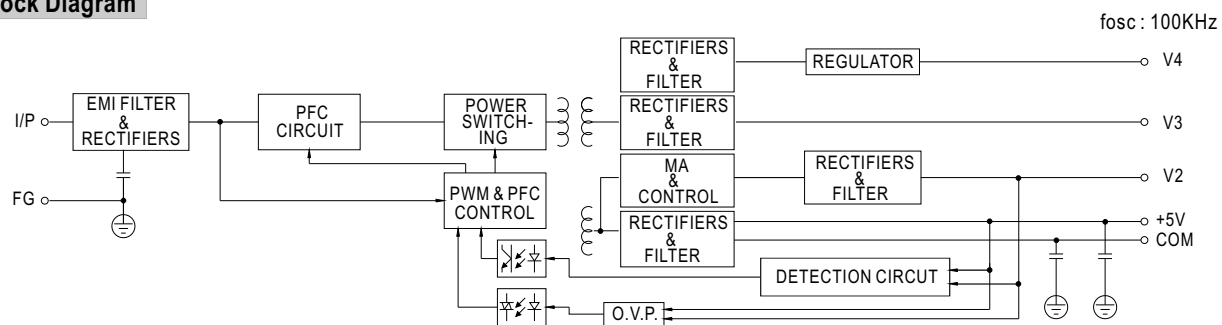 ock Diagram
fosc : 100KHz
RECTIFIERS
&
FILTER
REGULATOR
V4
I/P
EMI FILTER
&
RECTIFIERS
PFC
CIRCUIT
POWER
SWITCH-
ING
RECTIFIERS
&
FILTER
V3
MA
&
CONTROL
RECTIFIERS
&
FILTER
V2
FG
PWM & PFC
CONTROL
RECTIFIERS
&
FILTER
+5V
COM
DETECTION CIRCUT
O.V.P.